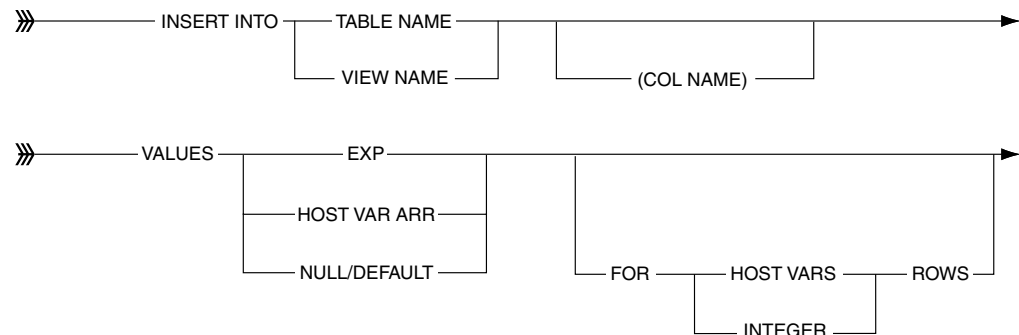 INSERT INTO TABLE NAME
VIEW NAME (COL NAME)
VALUES EXP
HOST VAR ARR
NULL/DEFAULT FOR HOST VARS ROWS
INTEGER